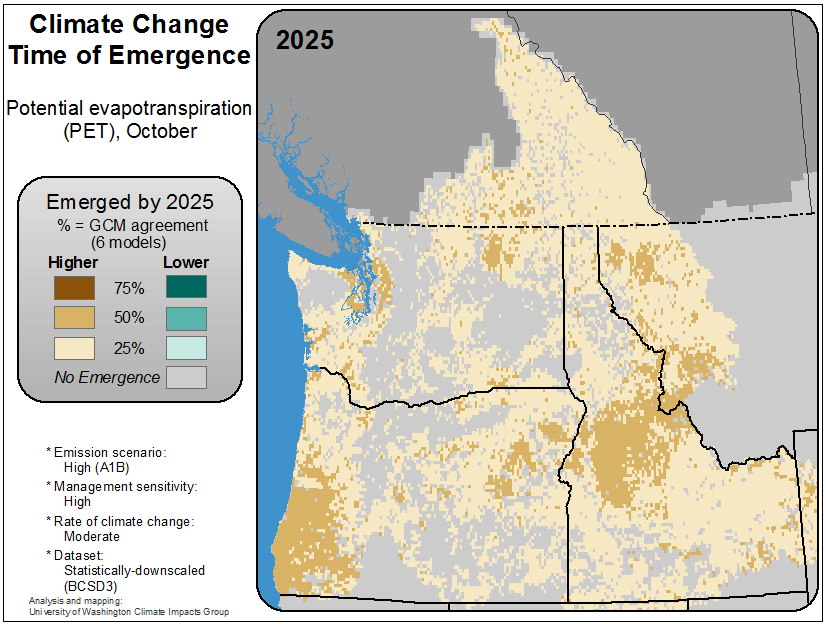 Climate Change
Time of Emergence
Potential evapotranspiration
(PET), October
Emerged by 2025
% = GCM agreement
(6 models)
Higher Lower
75%
50%
25%
No Emergence
* Emission scenario:
High (A1B)
* Management sensitivity:
High
* Rate of climate change:
Moderate
* Dataset:
Statistically-downscaled
(BCSD3)
Analysis and mapping:
University of Washington Climate Impacts Group
2025